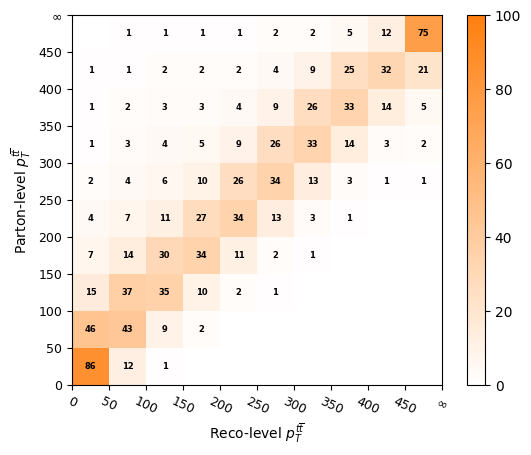 ∞ 1 1 1 1 2 2 5 12 75 100
450 1 1 2 2 2 4 9 25 32 21
400 1 2 3 3 4 9 26 33 14 5 80
350 1 3 4 5 9 26 33 14 3 2
300 2 4 6 10 26 34 13 3 1 1 60
250 4 7 11 27 34 13 3 1
200 7 14 30 34 11 2 1 40
150 15 37 35 10 2 1
100 46 43 9 2 20
50 86 12 1
0 0
0 50 100 150 200 250 300 350 400 450 ∞
Parton-level $p_T^{t\overline{t}}$
Reco-level $p_T^{t\overline{t}}$